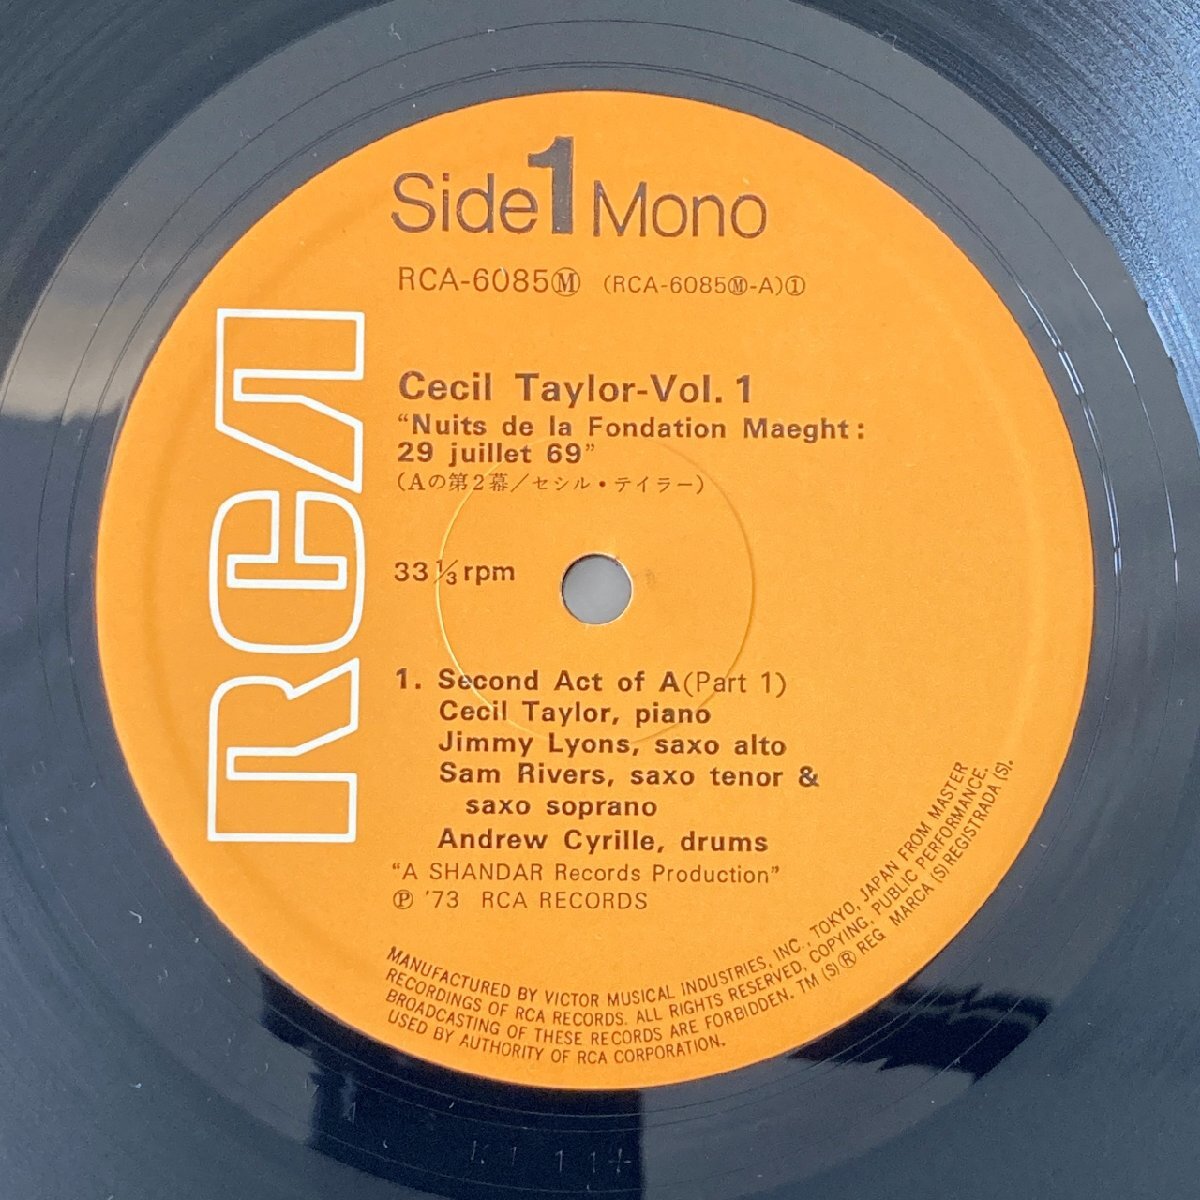 Side 1 Mono
RCA-6085Ⓜ (RCA-6085Ⓜ-A)①
RCA
Cecil Taylor-Vol. 1
"Nuits de la Fondation Maeght:
29 juillet 69"
(Aの第2幕/セシル・テイラー)
33 1/3 rpm
1. Second Act of A (Part 1)
Cecil Taylor, piano
Jimmy Lyons, saxo alto
Sam Rivers, saxo tenor &
saxo soprano
Andrew Cyrille, drums
"A SHANDAR Records Production"
Ⓟ '73 RCA RECORDS
MANUFACTURED BY VICTOR MUSICAL INDUSTRIES, INC., TOKYO, JAPAN FROM MASTER
RECORDINGS OF RCA RECORDS. ALL RIGHTS RESERVED, COPYING, PUBLIC PERFORMANCE,
BROADCASTING OF THESE RECORDS ARE FORBIDDEN. TM (S) ® REG MARCA (S) REGISTRADA (S).
USED BY AUTHORITY OF RCA CORPORATION.